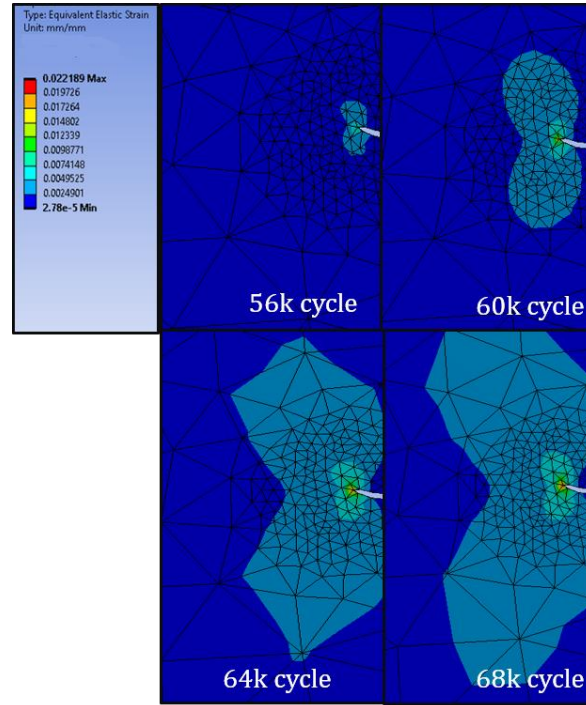 Type: Equivalent Elastic Strain
Unit: mm/mm
0.022189 Max
0.019726
0.017264
0.014802
0.012339
0.0098771
0.0074148
0.0049525
0.0024901
2.78e-5 Min
56k cycle
60k cycle
64k cycle
68k cycle